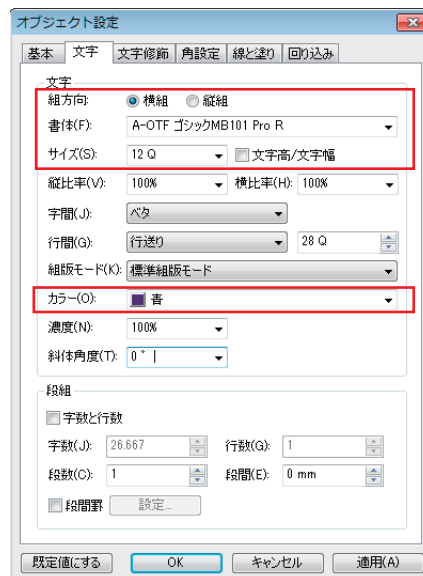 オブジェクト設定
基本 文字 文字修飾 角設定 線と塗り 回り込み
文字
組方向: 横組 縦組
書体(F): A-OTF ゴシックMB101 Pro R
サイズ(S): 12 Q 文字高/文字幅
縦比率(V): 100% 横比率(H): 100%
字間(J): ベタ
行間(G): 行送り 28 Q
組版モード(K): 標準組版モード
カラー(O): 青
濃度(N): 100%
斜体角度(T): 0 °
段組
字数と行数
字数(J): 26.667 行数(G): 1
段数(C): 1 段間(E): 0 mm
段間罫 設定...
既定値にする OK キャンセル 適用(A)